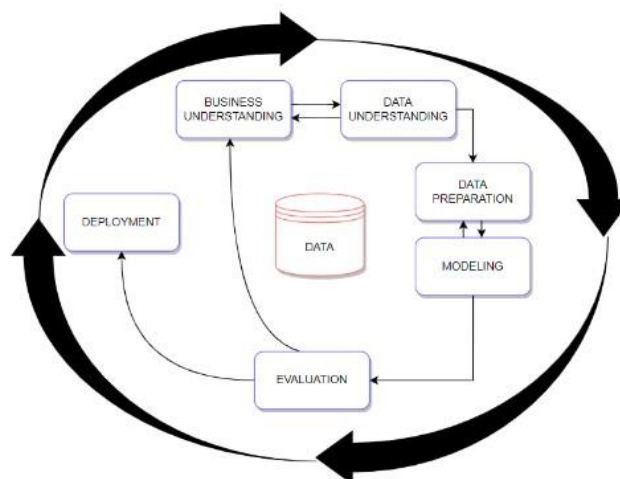 BUSINESS
UNDERSTANDING
DATA
UNDERSTANDING
DATA
PREPARATION
DEPLOYMENT
DATA
MODELING
EVALUATION